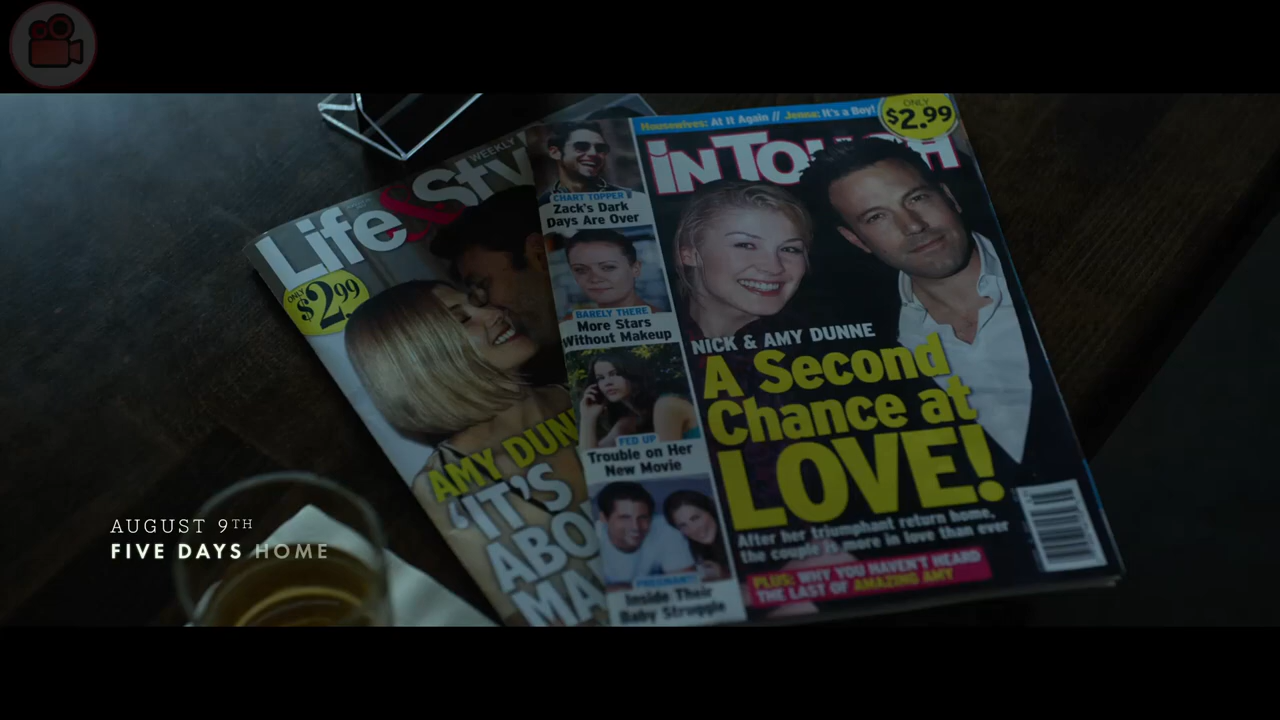 Housewives: At It Again // Jenna: It's a Boy!
ONLY
$2.99
INTOUCH
WEEKLY
Life&Sty
ONLY
$2.99
CHART TOPPER
Zack's Dark
Days Are Over
BARELY THERE
More Stars
Without Makeup
FED UP
Trouble on Her
New Movie
PREGNANT?
Inside Their
Baby Struggle
NICK & AMY DUNNE
A Second
Chance at
LOVE!
After her triumphant return home,
the couple is more in love than ever
PLUS: WHY YOU HAVEN'T HEARD
THE LAST OF AMAZING AMY
AMY DUN
'IT'S
ABO
MA
AUGUST 9TH
FIVE DAYS HOME